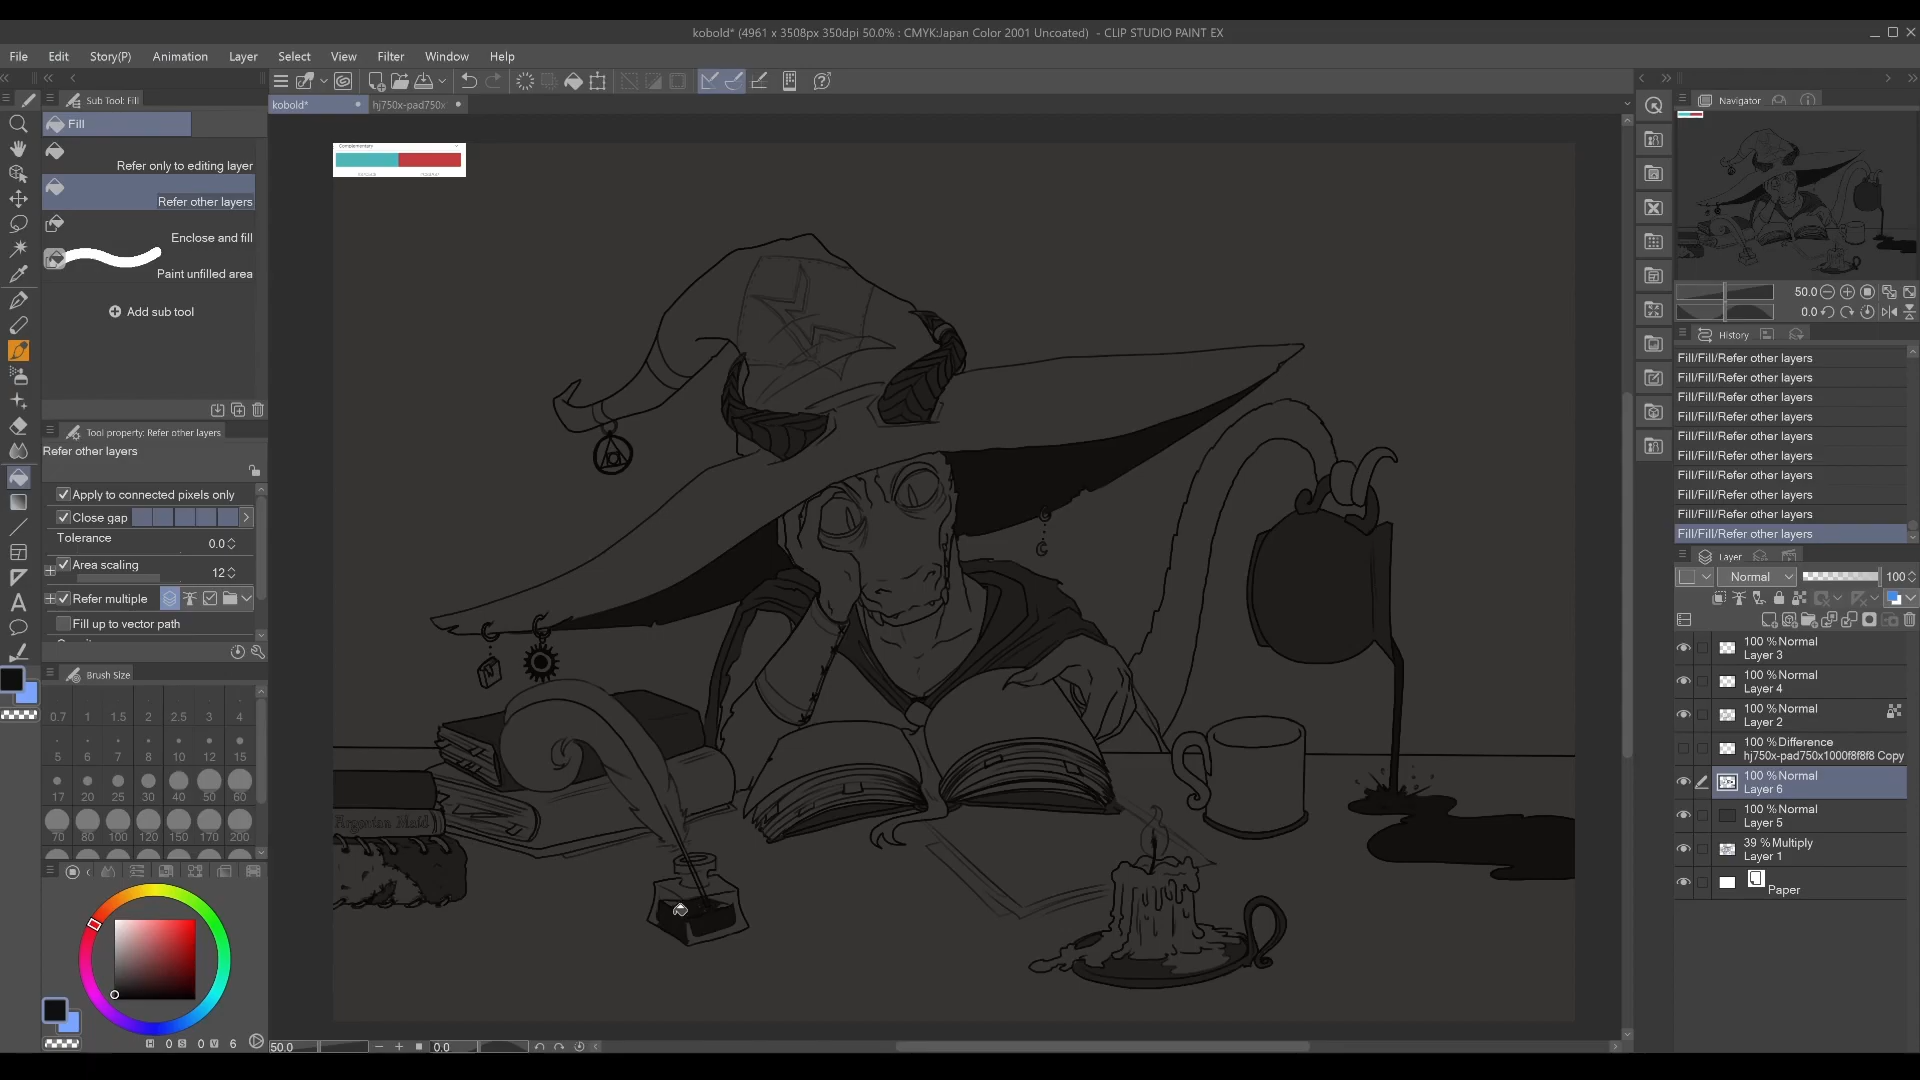 kobold* (4961 x 3508px 350dpi 50.0% : CMYK:Japan Color 2001 Uncoated) - CLIP STUDIO PAINT EX
File Edit Story(P) Animation Layer Select View Filter Window Help
Sub Tool: Fill
kobold*
hj750x-pad750x
Navigator
Fill
Complementary
Refer only to editing layer
Refer other layers
Enclose and fill
Paint unfilled area
Add sub tool
50.0
0.0
History
Fill/Fill/Refer other layers
Fill/Fill/Refer other layers
Fill/Fill/Refer other layers
Fill/Fill/Refer other layers
Fill/Fill/Refer other layers
Fill/Fill/Refer other layers
Fill/Fill/Refer other layers
Fill/Fill/Refer other layers
Fill/Fill/Refer other layers
Fill/Fill/Refer other layers
Tool property: Refer other layers
Refer other layers
Apply to connected pixels only
Close gap
Tolerance
0.0
Area scaling
12
Refer multiple
Fill up to vector path
Layer
Normal
100
100 % Normal
Layer 3
100 % Normal
Layer 4
100 % Normal
Layer 2
100 % Difference
hj750x-pad750x1000f8f8f8 Copy
100 % Normal
Layer 6
100 % Normal
Layer 5
39 % Multiply
Layer 1
Paper
Brush Size
0.7 1 1.5 2 2.5 3 4
5 6 7 8 10 12 15
17 20 25 30 40 50 60
70 80 100 120 150 170 200
Argonian Maid
H 0 S 0 V 6
50.0
0.0